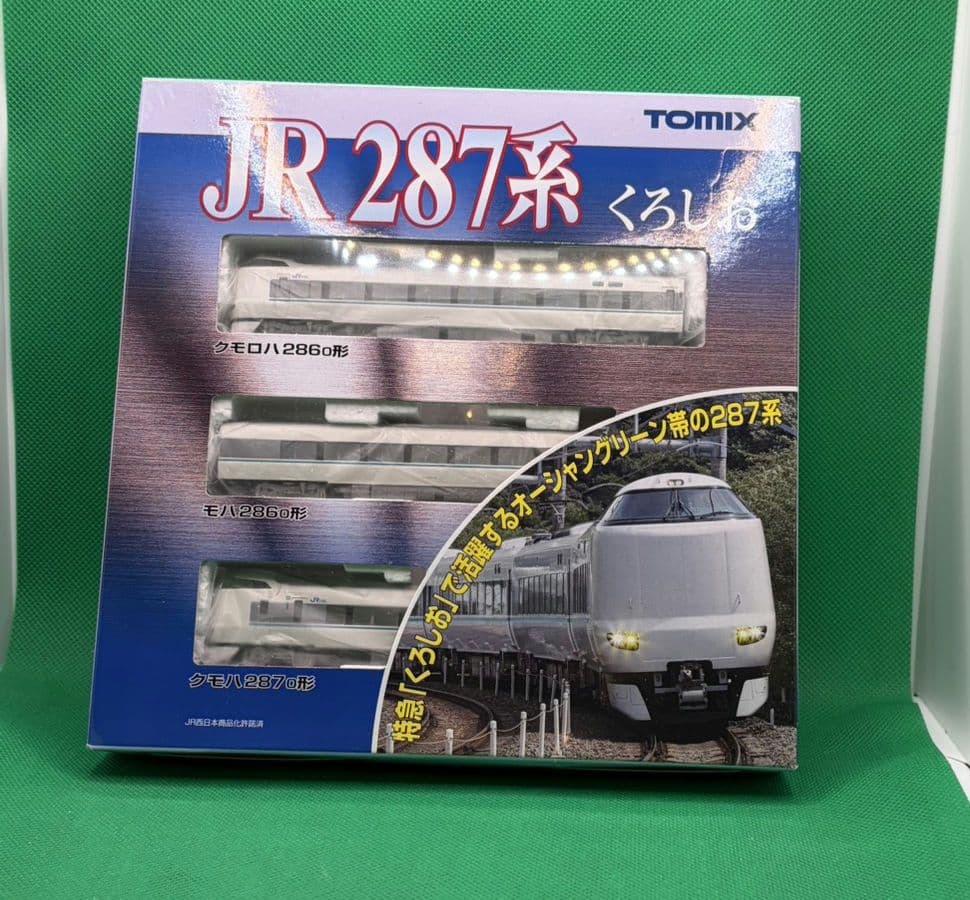 TOMIX
JR 287系 くろしお
クモロハ2860形
モハ2860形
クモハ2870形
特急「くろしお」で活躍するオーシャングリーン帯の287系
JR西日本商品化許諾済